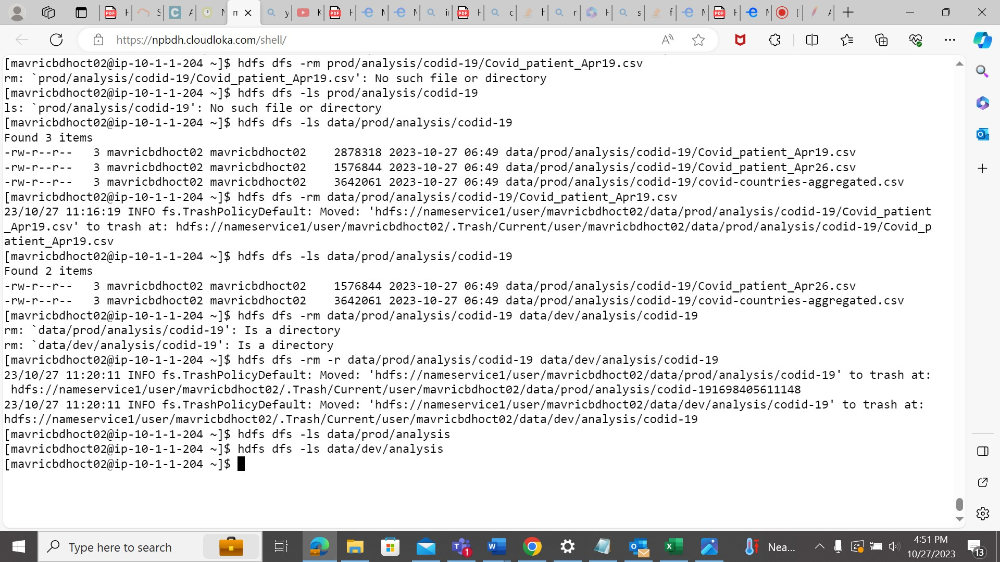 https://npbdh.cloudloka.com/shell/
[mavricbdhoct02@ip-10-1-1-204 ~]$ hdfs dfs -rm prod/analysis/codid-19/Covid_patient_Apr19.csv
rm: `prod/analysis/codid-19/Covid_patient_Apr19.csv': No such file or directory
[mavricbdhoct02@ip-10-1-1-204 ~]$ hdfs dfs -ls prod/analysis/codid-19
ls: `prod/analysis/codid-19': No such file or directory
[mavricbdhoct02@ip-10-1-1-204 ~]$ hdfs dfs -ls data/prod/analysis/codid-19
Found 3 items
-rw-r--r--   3 mavricbdhoct02 mavricbdhoct02    2878318 2023-10-27 06:49 data/prod/analysis/codid-19/Covid_patient_Apr19.csv
-rw-r--r--   3 mavricbdhoct02 mavricbdhoct02    1576844 2023-10-27 06:49 data/prod/analysis/codid-19/Covid_patient_Apr26.csv
-rw-r--r--   3 mavricbdhoct02 mavricbdhoct02    3642061 2023-10-27 06:49 data/prod/analysis/codid-19/covid-countries-aggregated.csv
[mavricbdhoct02@ip-10-1-1-204 ~]$ hdfs dfs -rm data/prod/analysis/codid-19/Covid_patient_Apr19.csv
23/10/27 11:16:19 INFO fs.TrashPolicyDefault: Moved: 'hdfs://nameservice1/user/mavricbdhoct02/data/prod/analysis/codid-19/Covid_patient
_Apr19.csv' to trash at: hdfs://nameservice1/user/mavricbdhoct02/.Trash/Current/user/mavricbdhoct02/data/prod/analysis/codid-19/Covid_p
atient_Apr19.csv
[mavricbdhoct02@ip-10-1-1-204 ~]$ hdfs dfs -ls data/prod/analysis/codid-19
Found 2 items
-rw-r--r--   3 mavricbdhoct02 mavricbdhoct02    1576844 2023-10-27 06:49 data/prod/analysis/codid-19/Covid_patient_Apr26.csv
-rw-r--r--   3 mavricbdhoct02 mavricbdhoct02    3642061 2023-10-27 06:49 data/prod/analysis/codid-19/covid-countries-aggregated.csv
[mavricbdhoct02@ip-10-1-1-204 ~]$ hdfs dfs -rm data/prod/analysis/codid-19 data/dev/analysis/codid-19
rm: `data/prod/analysis/codid-19': Is a directory
rm: `data/dev/analysis/codid-19': Is a directory
[mavricbdhoct02@ip-10-1-1-204 ~]$ hdfs dfs -rm -r data/prod/analysis/codid-19 data/dev/analysis/codid-19
23/10/27 11:20:11 INFO fs.TrashPolicyDefault: Moved: 'hdfs://nameservice1/user/mavricbdhoct02/data/prod/analysis/codid-19' to trash at:
 hdfs://nameservice1/user/mavricbdhoct02/.Trash/Current/user/mavricbdhoct02/data/prod/analysis/codid-191698405611148
23/10/27 11:20:11 INFO fs.TrashPolicyDefault: Moved: 'hdfs://nameservice1/user/mavricbdhoct02/data/dev/analysis/codid-19' to trash at:
hdfs://nameservice1/user/mavricbdhoct02/.Trash/Current/user/mavricbdhoct02/data/dev/analysis/codid-19
[mavricbdhoct02@ip-10-1-1-204 ~]$ hdfs dfs -ls data/prod/analysis
[mavricbdhoct02@ip-10-1-1-204 ~]$ hdfs dfs -ls data/dev/analysis
[mavricbdhoct02@ip-10-1-1-204 ~]$
Type here to search
Nea...
4:51 PM
10/27/2023
13